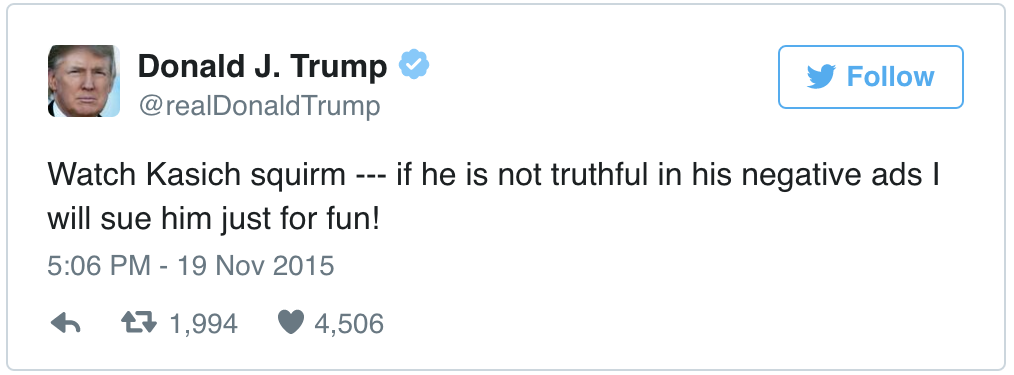 Donald J. Trump
Follow
@realDonaldTrump
Watch Kasich squirm --- if he is not truthful in his negative ads I
will sue him just for fun!
5:06 PM - 19 Nov 2015
1,994 4,506